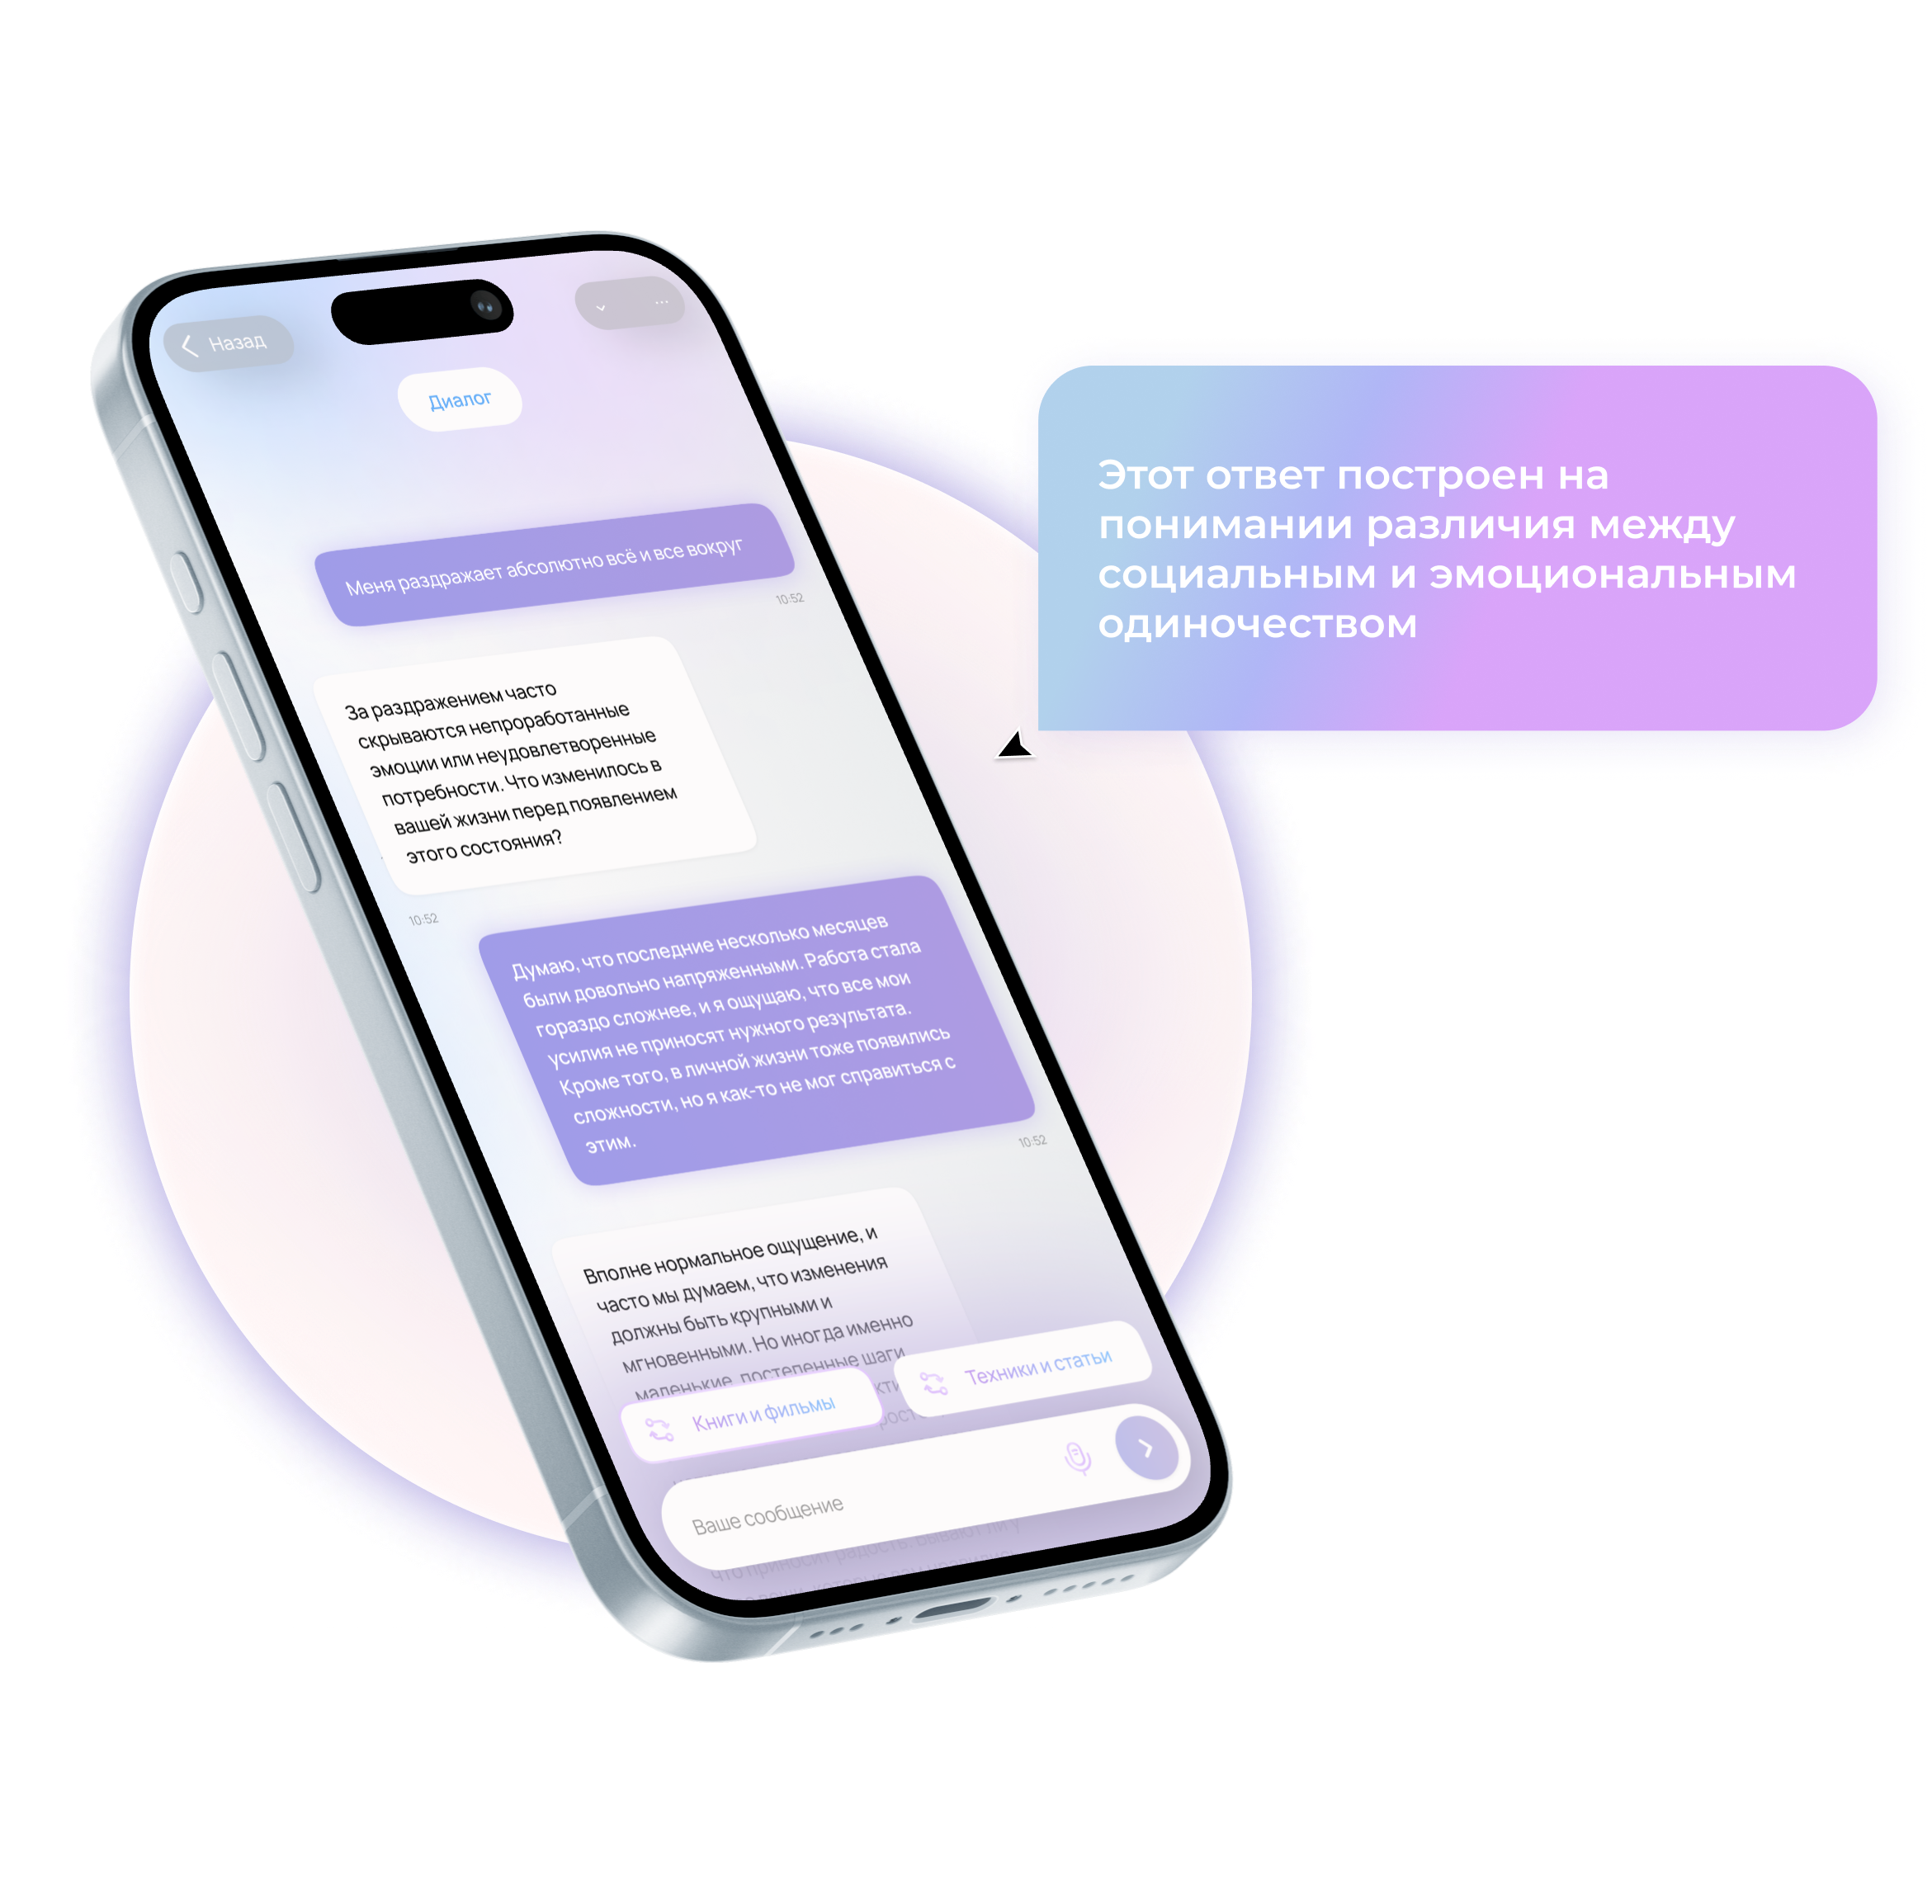 Назад
Диалог
Меня раздражает абсолютно всё и все вокруг
10:52
За раздражением часто
скрываются непроработанные
эмоции или неудовлетворенные
потребности. Что изменилось в
вашей жизни перед появлением
этого состояния?
10:52
Думаю, что последние несколько месяцев
были довольно напряженными. Работа стала
гораздо сложнее, и я ощущаю, что все мои
усилия не приносят нужного результата.
Кроме того, в личной жизни тоже появились
сложности, но я как-то не мог справиться с
этим.
10:52
Вполне нормальное ощущение, и
часто мы думаем, что изменения
должны быть крупными и
мгновенными. Но иногда именно
маленькие, постепенные шаги
Книги и фильмы
Техники и статьи
Ваше сообщение
что приносит радость. Бывают ли у
Этот ответ построен на
понимании различия между
социальным и эмоциональным
одиночеством